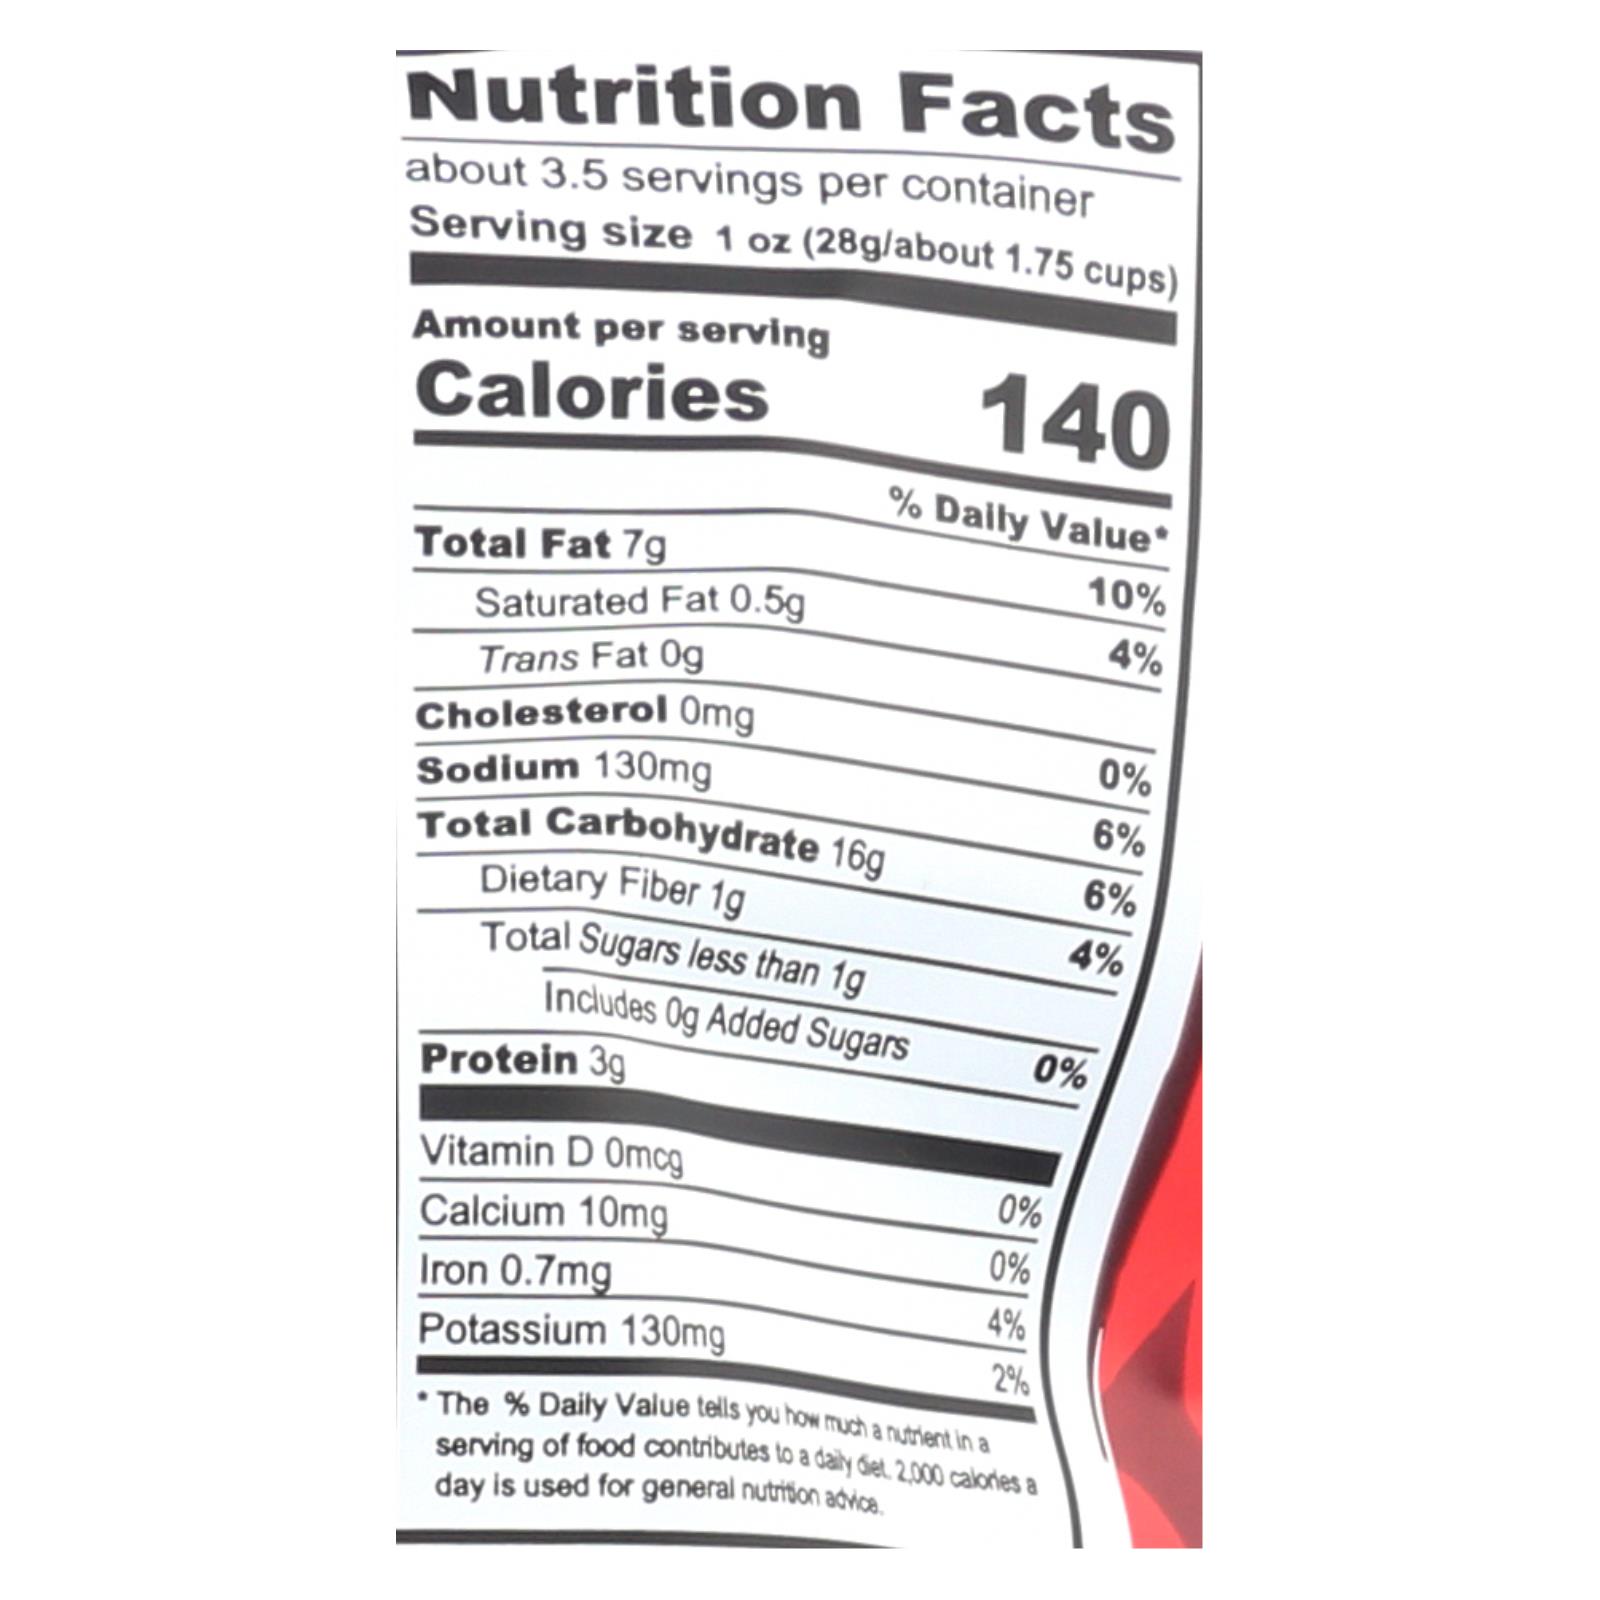 Nutrition Facts
about 3.5 servings per container
Serving size 1 oz (28g/about 1.75 cups)
Amount per serving
Calories 140
% Daily Value*
Total Fat 7g 10%
Saturated Fat 0.5g 4%
Trans Fat 0g
Cholesterol 0mg 0%
Sodium 130mg 6%
Total Carbohydrate 16g 6%
Dietary Fiber 1g 4%
Total Sugars less than 1g
Includes 0g Added Sugars 0%
Protein 3g
Vitamin D 0mcg 0%
Calcium 10mg 0%
Iron 0.7mg 4%
Potassium 130mg 2%
* The % Daily Value tells you how much a nutrient in a
serving of food contributes to a daily diet. 2,000 calories a
day is used for general nutrition advice.